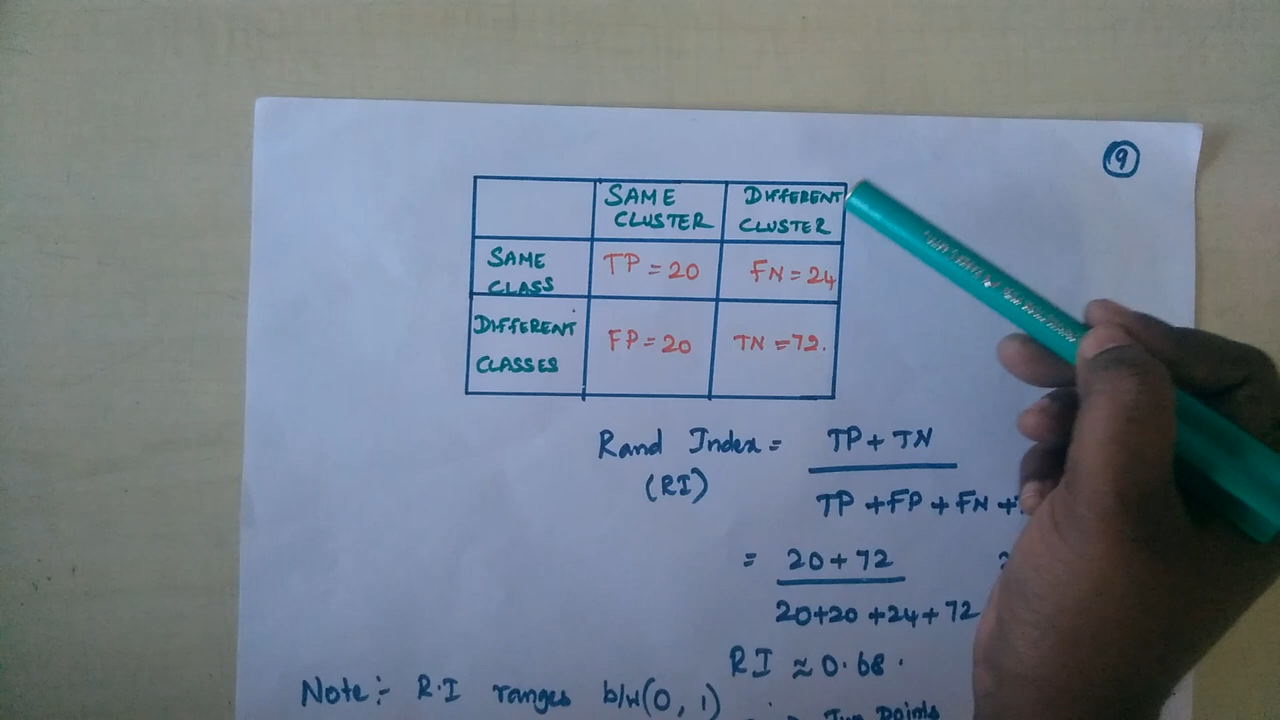 9
SAME CLUSTER DIFFERENT CLUSTER
SAME CLASS TP = 20 FN = 24
DIFFERENT CLASSES FP = 20 TN = 72.
Rand Index = TP + TN
(RI)
TP + FP + FN +
= 20 + 72
20+20 +24+72
RI ≈ 0.68.
Note:- R.I ranges b/w (0, 1)
Two points